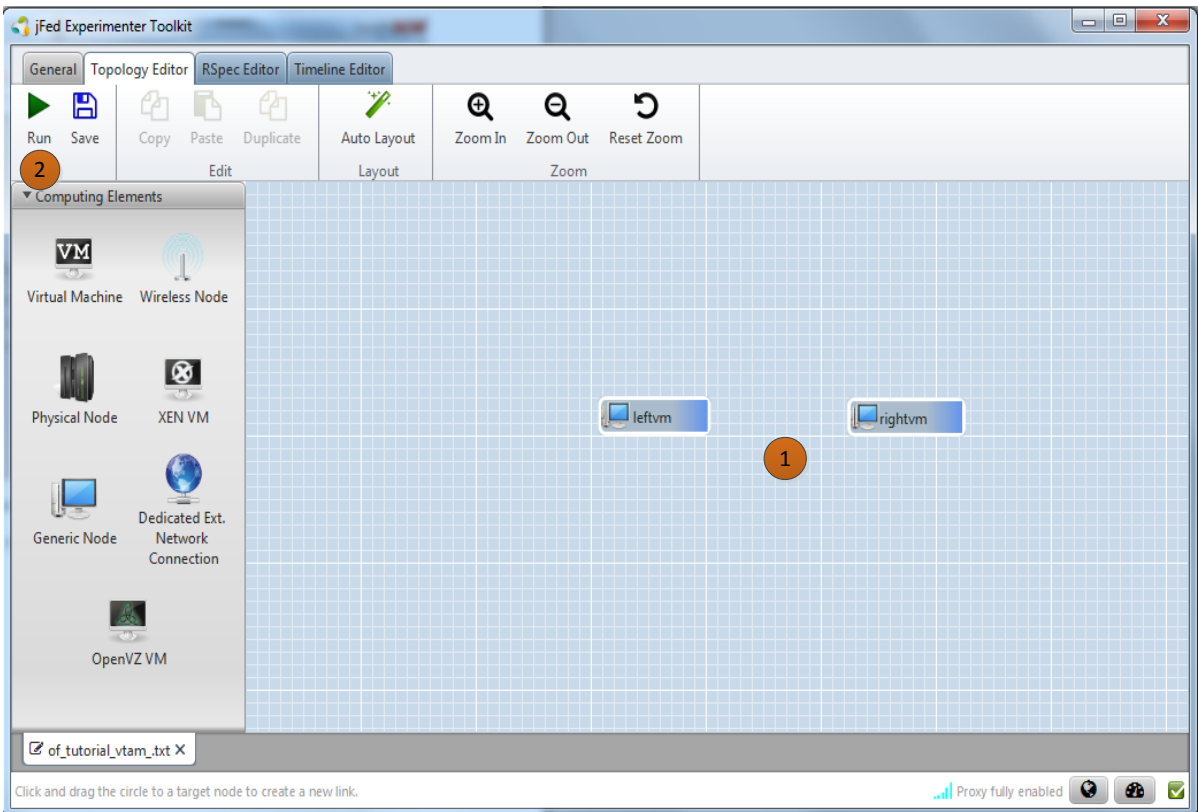 jFed Experimenter Toolkit
General Topology Editor RSpec Editor Timeline Editor
Run Save Copy Paste Duplicate Auto Layout Zoom In Zoom Out Reset Zoom
2 Edit Layout Zoom
Computing Elements
VM
Virtual Machine Wireless Node
Physical Node XEN VM
leftvm rightvm
1
Generic Node Dedicated Ext.
Network
Connection
OpenVZ VM
of_tutorial_vtam_.txt X
Click and drag the circle to a target node to create a new link. Proxy fully enabled